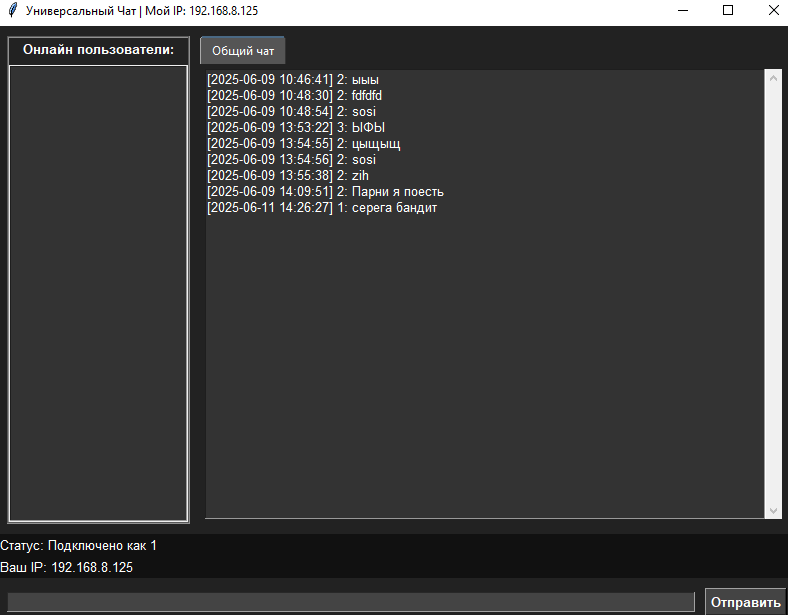 Универсальный Чат | Мой IP: 192.168.8.125
Онлайн пользователи:
Общий чат
[2025-06-09 10:46:41] 2: ыыы
[2025-06-09 10:48:30] 2: fdfdfd
[2025-06-09 10:48:54] 2: sosi
[2025-06-09 13:53:22] 3: ЫФЫ
[2025-06-09 13:54:55] 2: цыщыщ
[2025-06-09 13:54:56] 2: sosi
[2025-06-09 13:55:38] 2: zih
[2025-06-09 14:09:51] 2: Парни я поесть
[2025-06-11 14:26:27] 1: серега бандит
Статус: Подключено как 1
Ваш IP: 192.168.8.125
Отправить